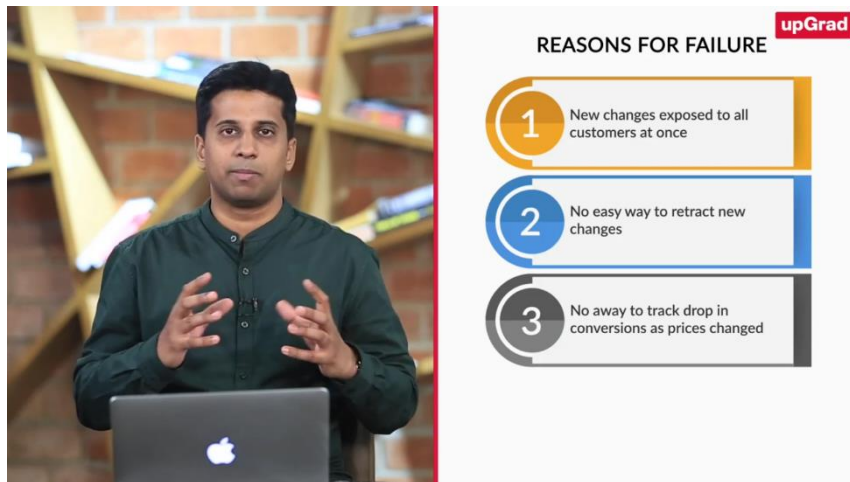 upGrad
REASONS FOR FAILURE
1
New changes exposed to all
customers at once
2
No easy way to retract new
changes
3
No away to track drop in
conversions as prices changed